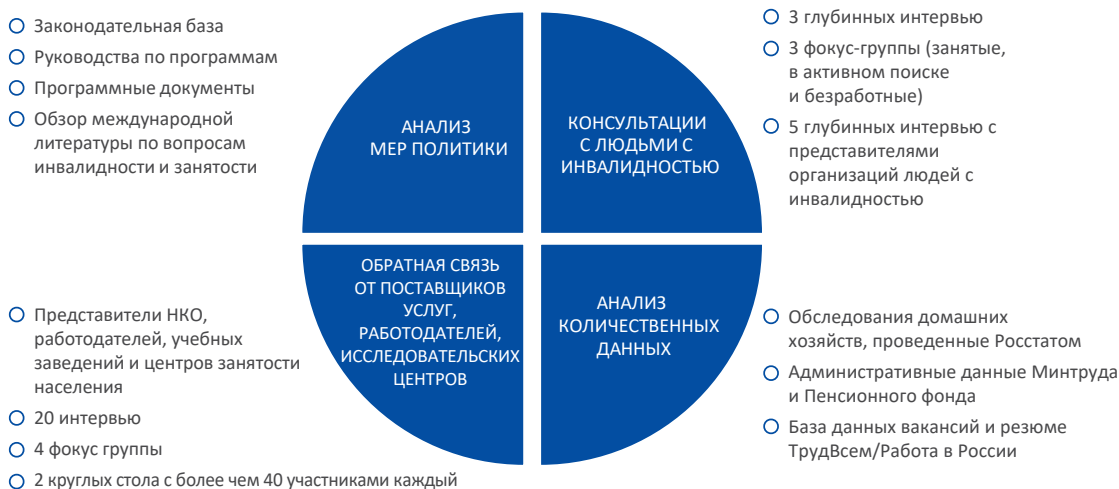 Законодательная база
Руководства по программам
Программные документы
Обзор международной
литературы по вопросам
инвалидности и занятости
АНАЛИЗ
МЕР ПОЛИТИКИ
КОНСУЛЬТАЦИИ
С ЛЮДЬМИ С
ИНВАЛИДНОСТЬЮ
3 глубинных интервью
3 фокус-группы (занятые,
в активном поиске
и безработные)
5 глубинных интервью с
представителями
организаций людей с
инвалидностью
Представители НКО,
работодателей, учебных
заведений и центров занятости
населения
20 интервью
4 фокус группы
2 круглых стола с более чем 40 участниками каждый
ОБРАТНАЯ СВЯЗЬ
ОТ ПОСТАВЩИКОВ
УСЛУГ,
РАБОТОДАТЕЛЕЙ,
ИССЛЕДОВАТЕЛЬСКИХ
ЦЕНТРОВ
АНАЛИЗ
КОЛИЧЕСТВЕННЫХ
ДАННЫХ
Обследования домашних
хозяйств, проведенные Росстатом
Административные данные Минтруда
и Пенсионного фонда
База данных вакансий и резюме
ТрудВсем/Работа в России